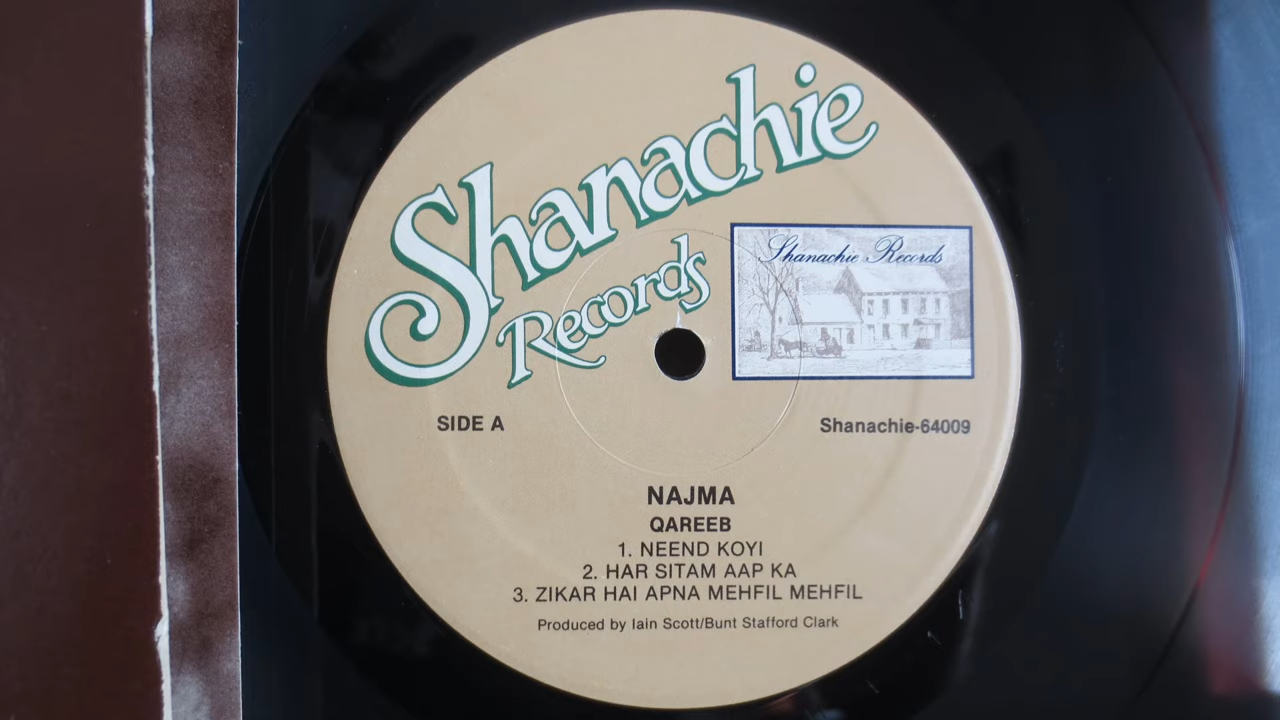 Shanachie
Records
Shanachie Records
SIDE A
Shanachie-64009
NAJMA
QAREEB
1. NEEND KOYI
2. HAR SITAM AAP KA
3. ZIKAR HAI APNA MEHFIL MEHFIL
Produced by Iain Scott/Bunt Stafford Clark